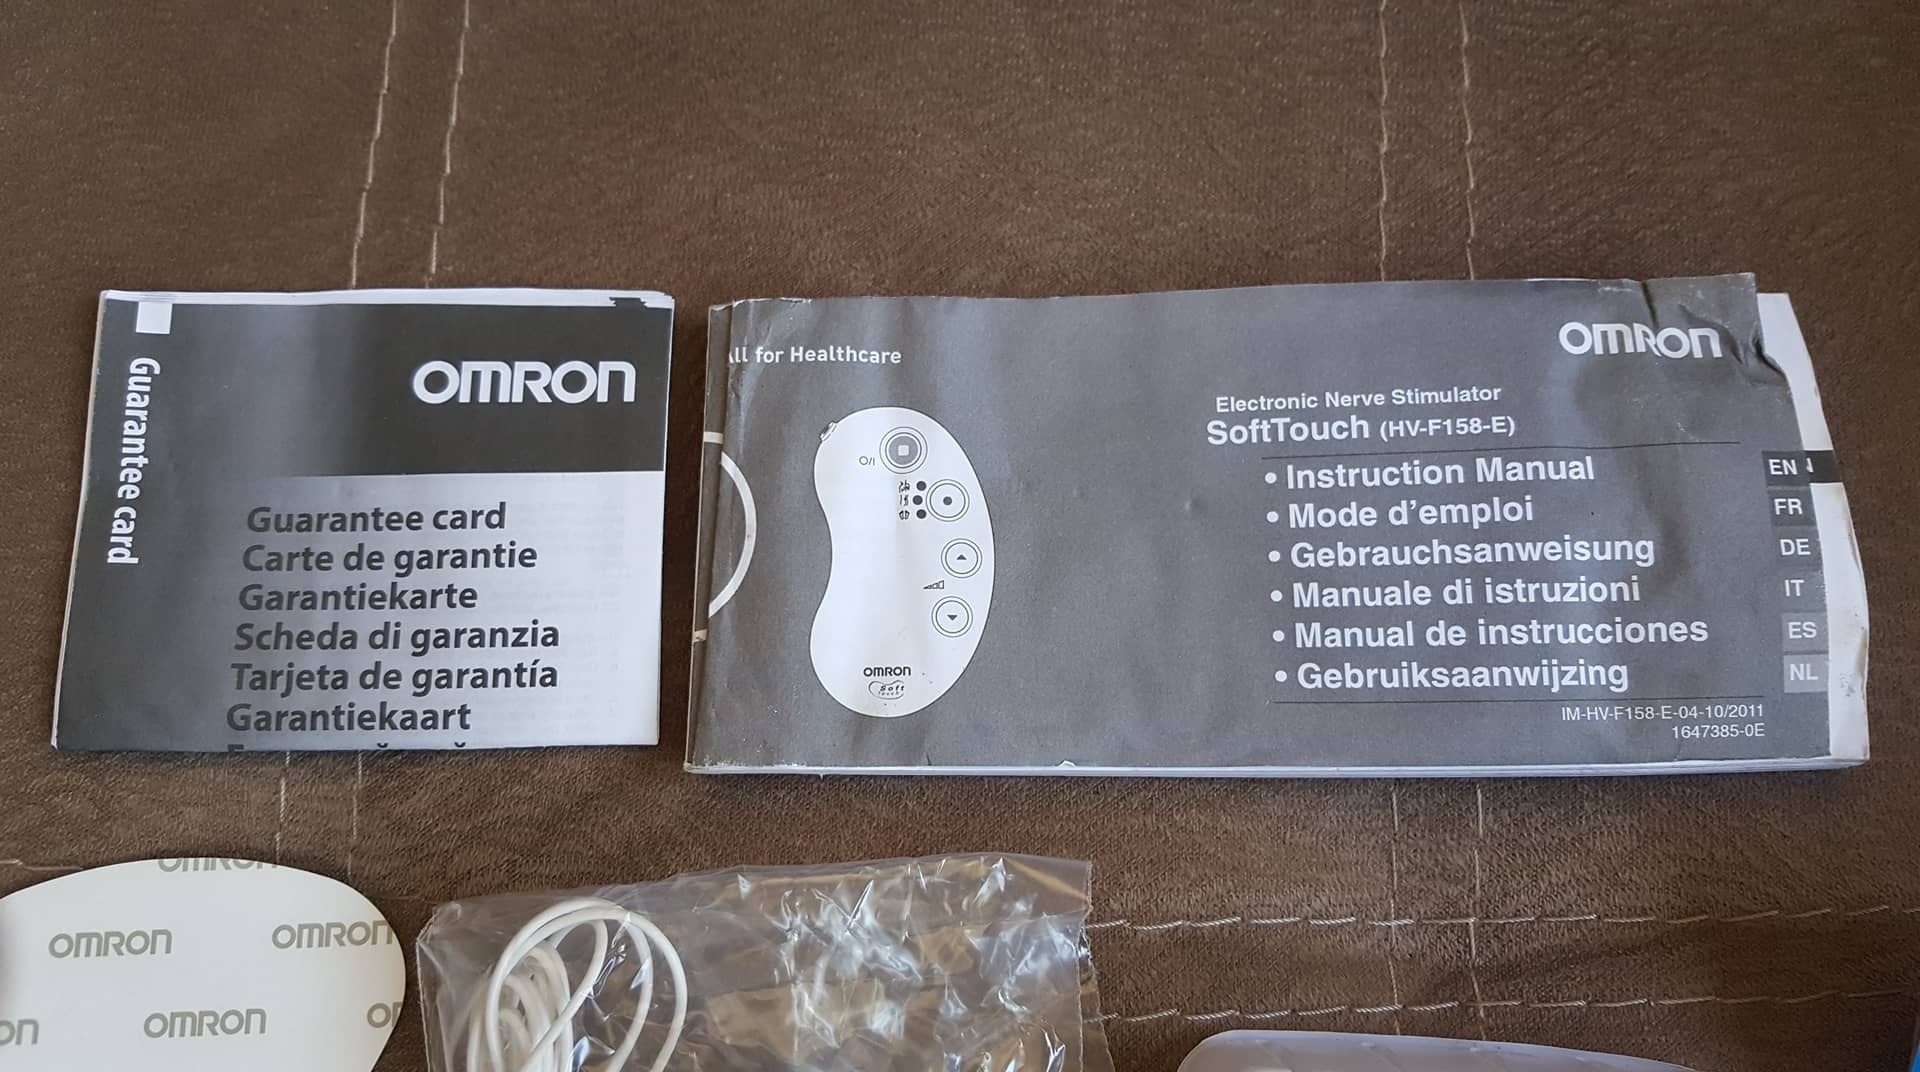 Guarantee card
OMRON
Guarantee card
Carte de garantie
Garantiekarte
Scheda di garanzia
Tarjeta de garantía
Garantiekaart
All for Healthcare
OMRON
Electronic Nerve Stimulator
SoftTouch (HV-F158-E)
• Instruction Manual
• Mode d’emploi
• Gebrauchsanweisung
• Manuale di istruzioni
• Manual de instrucciones
• Gebruiksaanwijzing
EN
FR
DE
IT
ES
NL
IM-HV-F158-E-04-10/2011
1647385-0E
O/I
OMRON
Soft
Touch
OMRON
OMRON
OMRON
OMRON